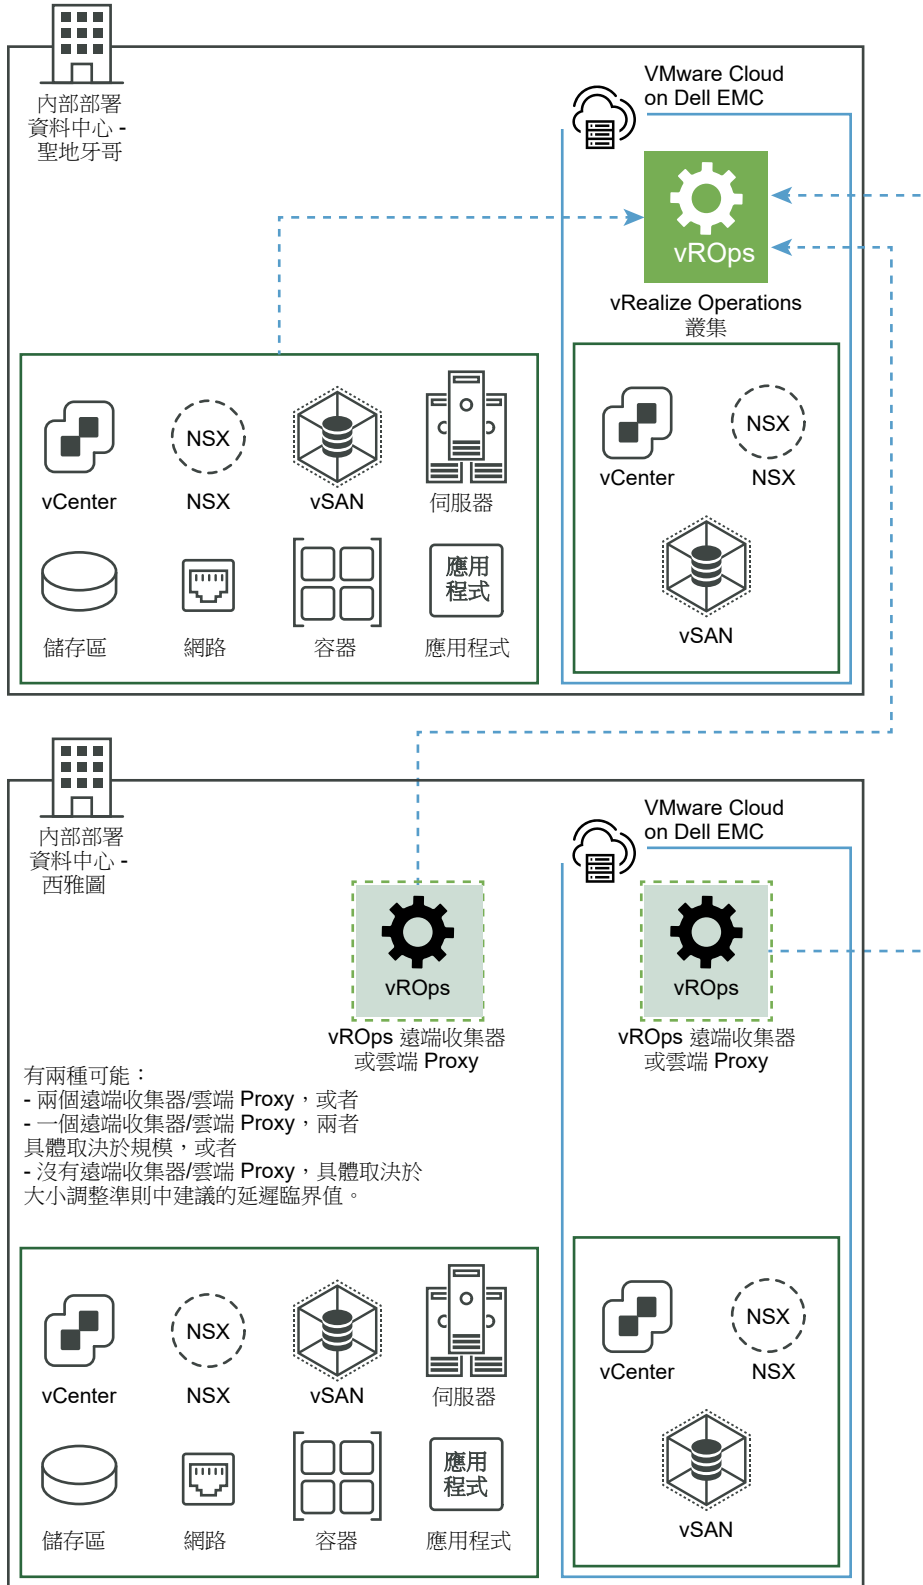 內部部署
資料中心 -
聖地牙哥
VMware Cloud
on Dell EMC
vROps
vRealize Operations
叢集
NSX
vCenter
NSX
vSAN
伺服器
應用
程式
儲存區
網路
容器
應用程式
NSX
vCenter
NSX
vSAN
內部部署
資料中心 -
西雅圖
VMware Cloud
on Dell EMC
vROps
vROps 遠端收集器
或雲端 Proxy
vROps
vROps 遠端收集器
或雲端 Proxy
有兩種可能：
- 兩個遠端收集器/雲端 Proxy，或者
- 一個遠端收集器/雲端 Proxy，兩者
具體取決於規模，或者
- 沒有遠端收集器/雲端 Proxy，具體取決於
大小調整準則中建議的延遲臨界值。
NSX
vCenter
NSX
vSAN
伺服器
應用
程式
儲存區
網路
容器
應用程式
NSX
vCenter
NSX
vSAN